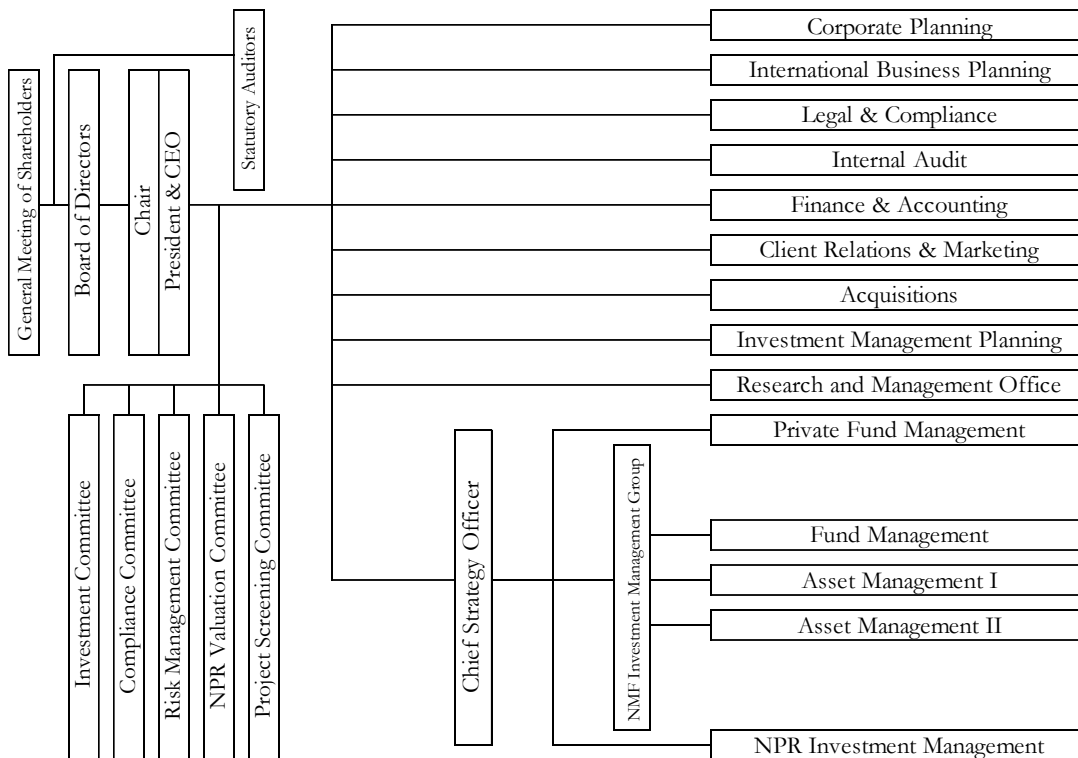 General Meeting of Shareholders
Board of Directors
Chair
President & CEO
Statutory Auditors
Investment Committee
Compliance Committee
Risk Management Committee
NPR Valuation Committee
Project Screening Committee
Corporate Planning
International Business Planning
Legal & Compliance
Internal Audit
Finance & Accounting
Client Relations & Marketing
Acquisitions
Investment Management Planning
Research and Management Office
Chief Strategy Officer
Private Fund Management
NMF Investment Management Group
Fund Management
Asset Management I
Asset Management II
NPR Investment Management